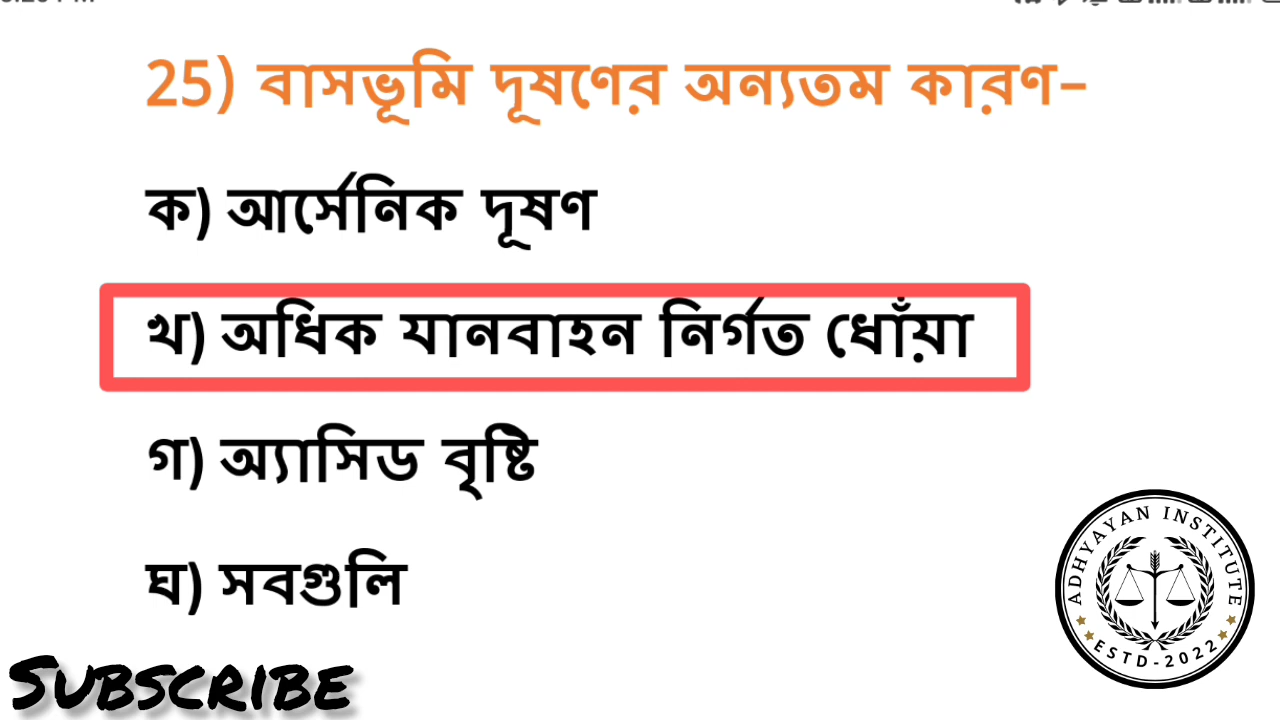 25) বাসভূমি দূষণের অন্যতম কারণ–
ক) আর্সেনিক দূষণ
খ) অধিক যানবাহন নির্গত ধোঁয়া
গ) অ্যাসিড বৃষ্টি
ঘ) সবগুলি
ADHYAYAN INSTITUTE
ESTD-2022
SUBSCRIBE